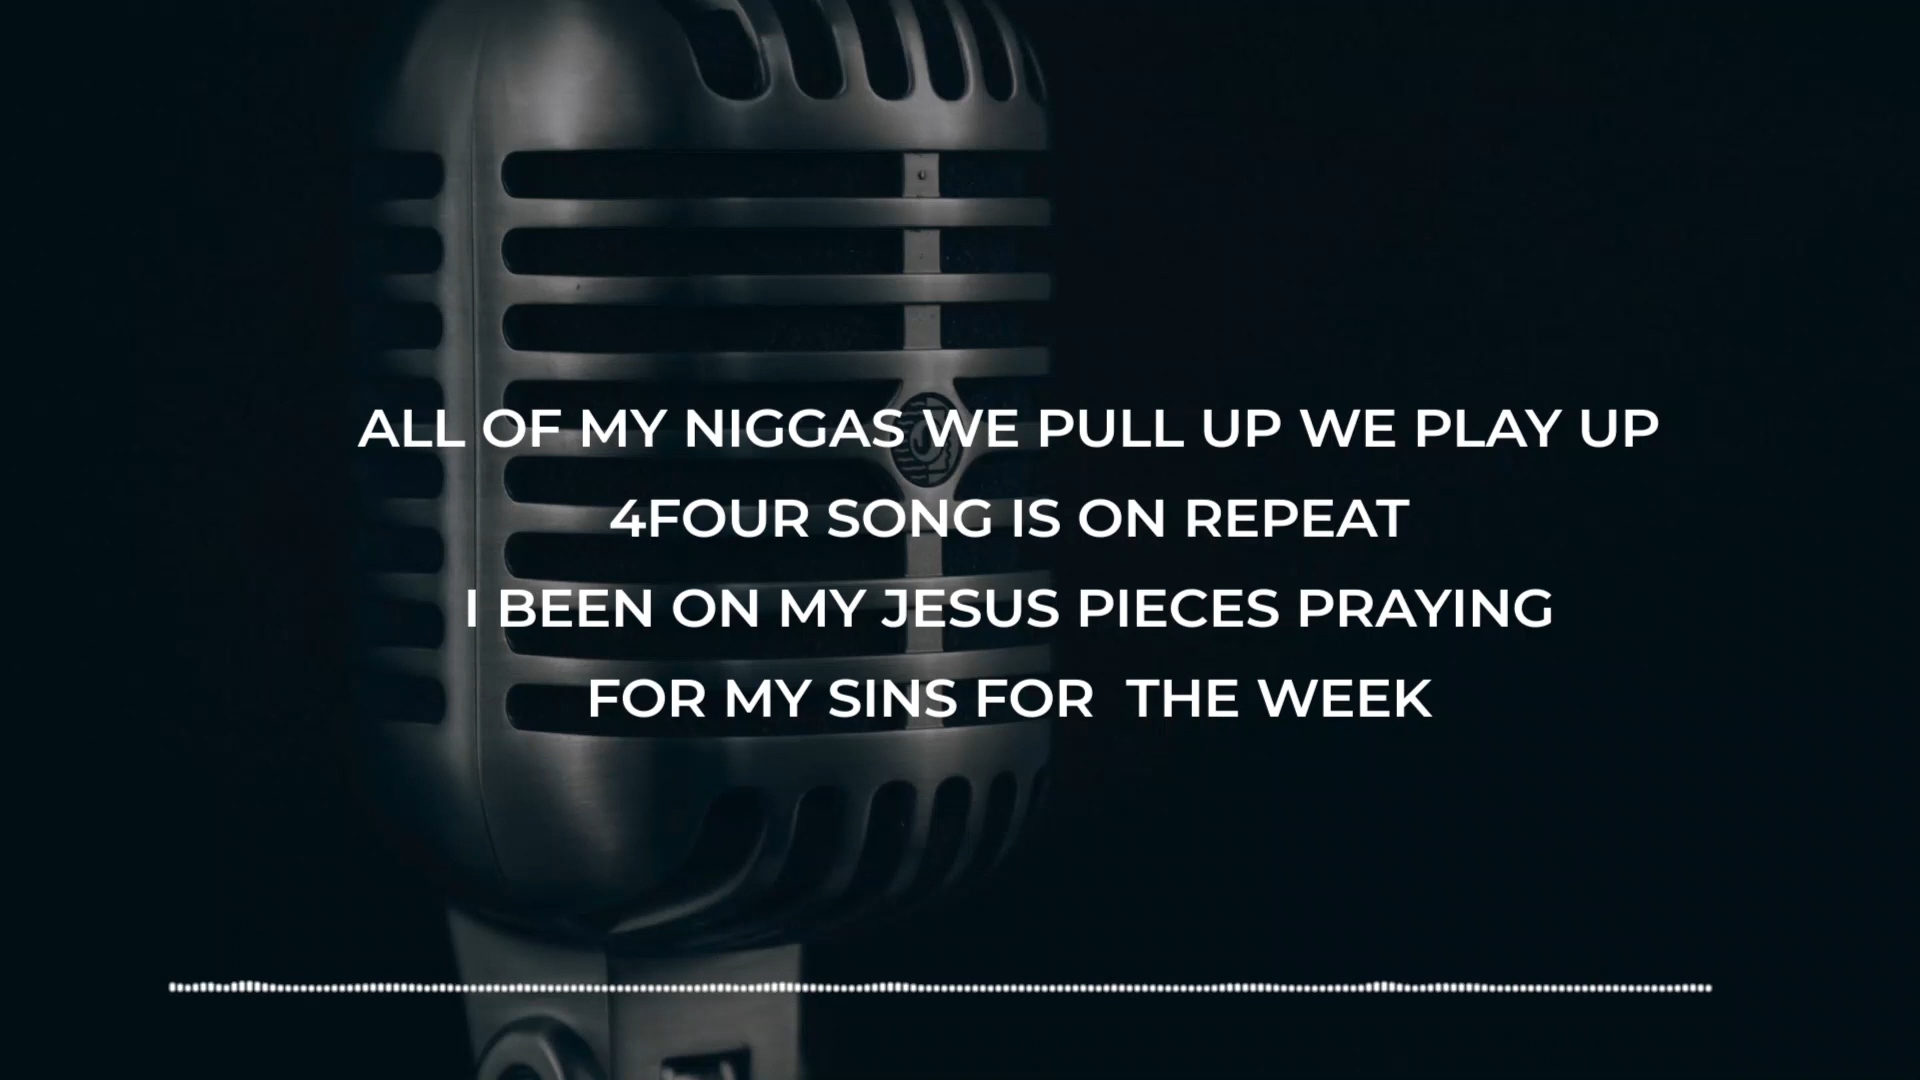 ALL OF MY NIGGAS WE PULL UP WE PLAY UP
4FOUR SONG IS ON REPEAT
I BEEN ON MY JESUS PIECES PRAYING
FOR MY SINS FOR  THE WEEK